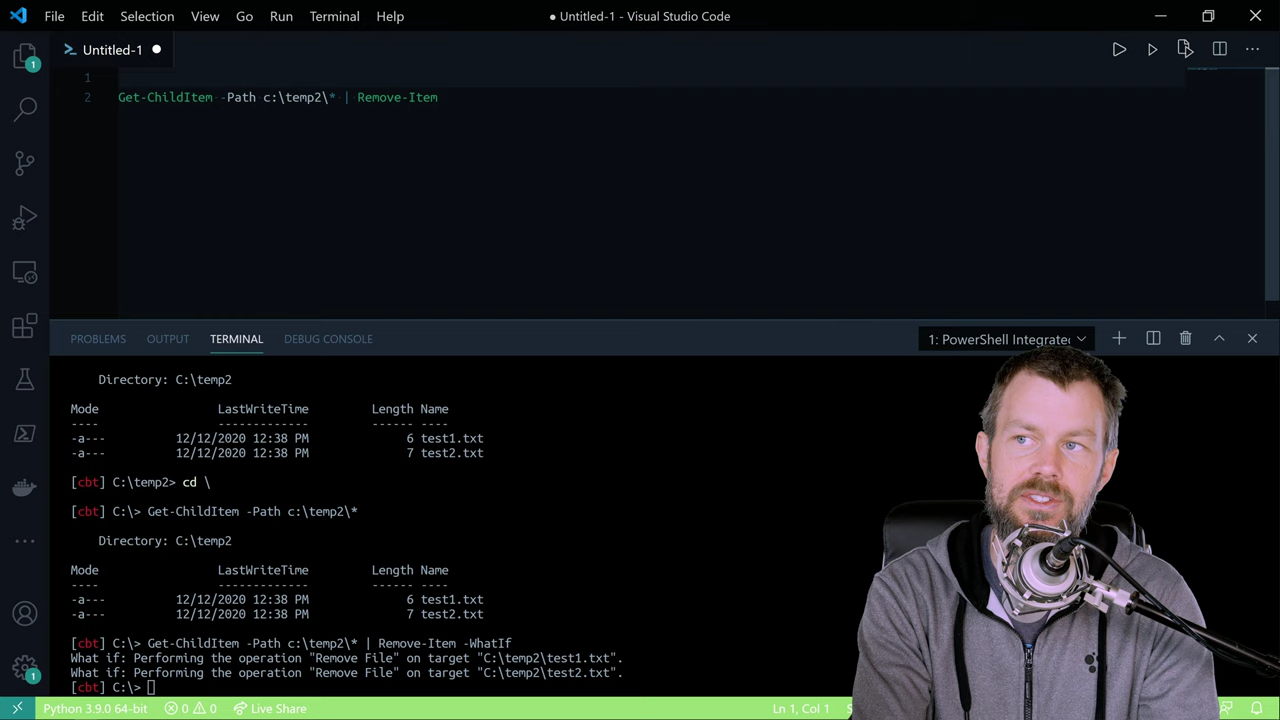 File Edit Selection View Go Run Terminal Help ● Untitled-1 - Visual Studio Code
Untitled-1 ●
1
1
2 Get-ChildItem -Path c:\temp2\* | Remove-Item
PROBLEMS OUTPUT TERMINAL DEBUG CONSOLE 1: PowerShell Integrated
Directory: C:\temp2
Mode LastWriteTime Length Name
---- ------------- ------ ----
-a--- 12/12/2020 12:38 PM 6 test1.txt
-a--- 12/12/2020 12:38 PM 7 test2.txt
[cbt] C:\temp2> cd \
[cbt] C:\> Get-ChildItem -Path c:\temp2\*
Directory: C:\temp2
Mode LastWriteTime Length Name
---- ------------- ------ ----
-a--- 12/12/2020 12:38 PM 6 test1.txt
-a--- 12/12/2020 12:38 PM 7 test2.txt
[cbt] C:\> Get-ChildItem -Path c:\temp2\* | Remove-Item -WhatIf
What if: Performing the operation "Remove File" on target "C:\temp2\test1.txt".
What if: Performing the operation "Remove File" on target "C:\temp2\test2.txt".
[cbt] C:\>
1
Python 3.9.0 64-bit 0 0 Live Share Ln 1, Col 1